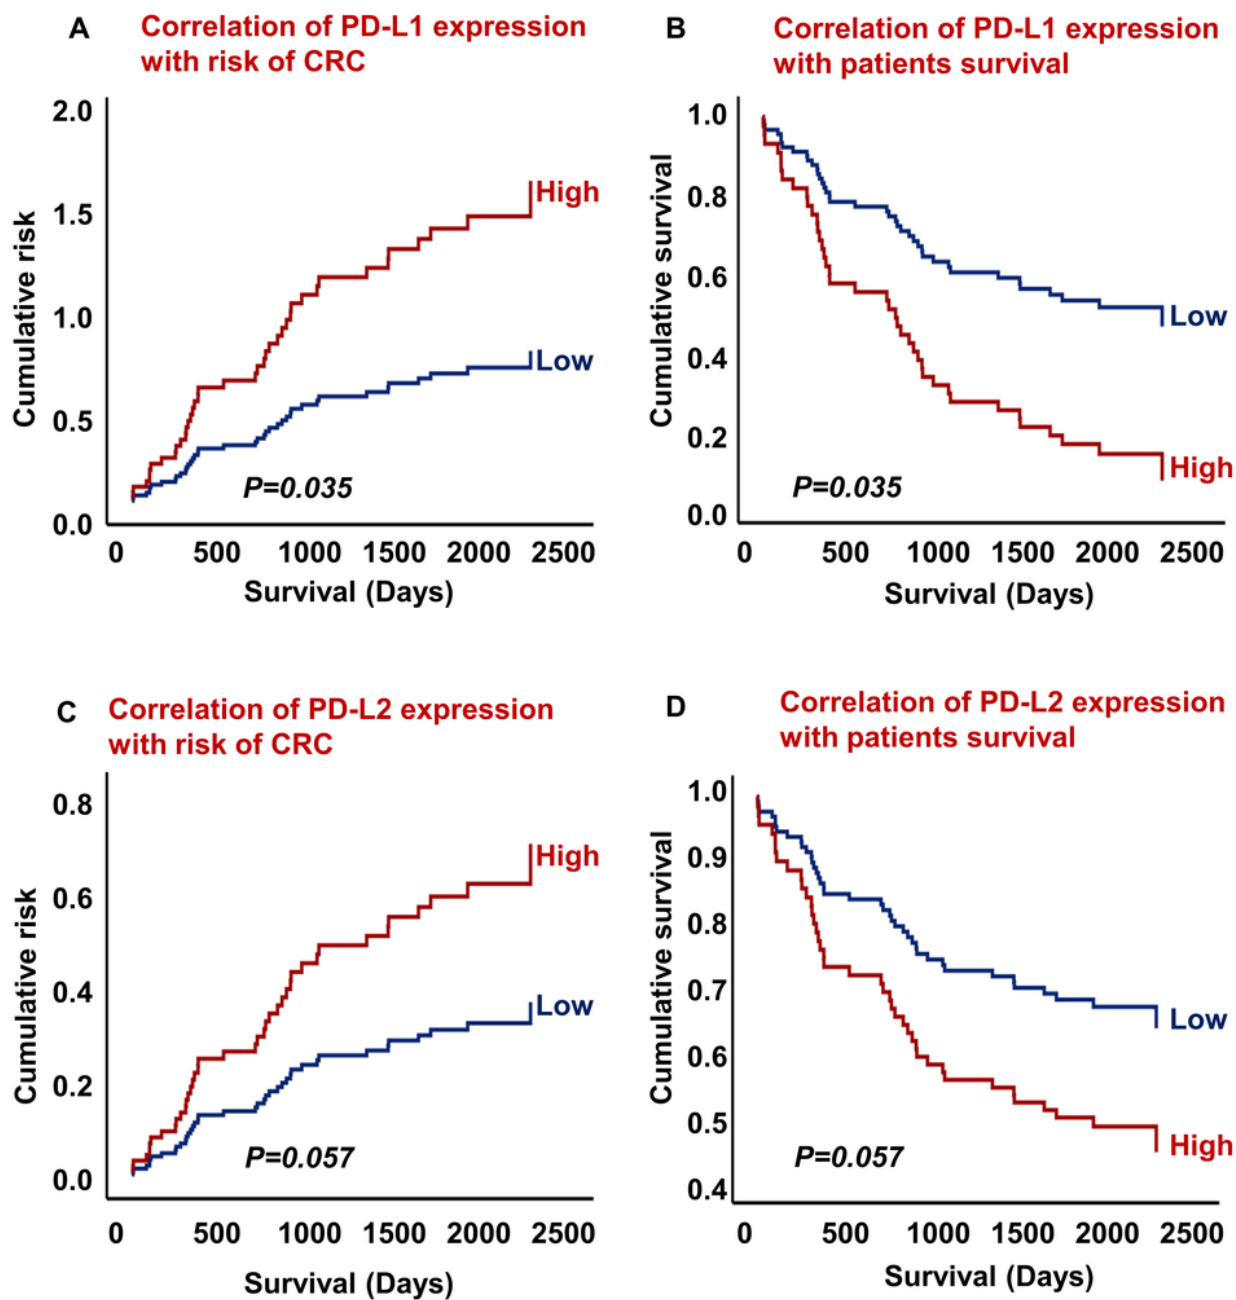 A
Correlation of PD-L1 expression
with risk of CRC
2.0
1.5
1.0
0.5
0.0
Cumulative risk
High
Low
P=0.035
0 500 1000 1500 2000 2500
Survival (Days)
B
Correlation of PD-L1 expression
with patients survival
1.0
0.8
0.6
0.4
0.2
0.0
Cumulative survival
Low
High
P=0.035
0 500 1000 1500 2000 2500
Survival (Days)
C
Correlation of PD-L2 expression
with risk of CRC
0.8
0.6
0.4
0.2
0.0
Cumulative risk
High
Low
P=0.057
0 500 1000 1500 2000 2500
Survival (Days)
D
Correlation of PD-L2 expression
with patients survival
1.0
0.9
0.8
0.7
0.6
0.5
0.4
Cumulative survival
Low
High
P=0.057
0 500 1000 1500 2000 2500
Survival (Days)